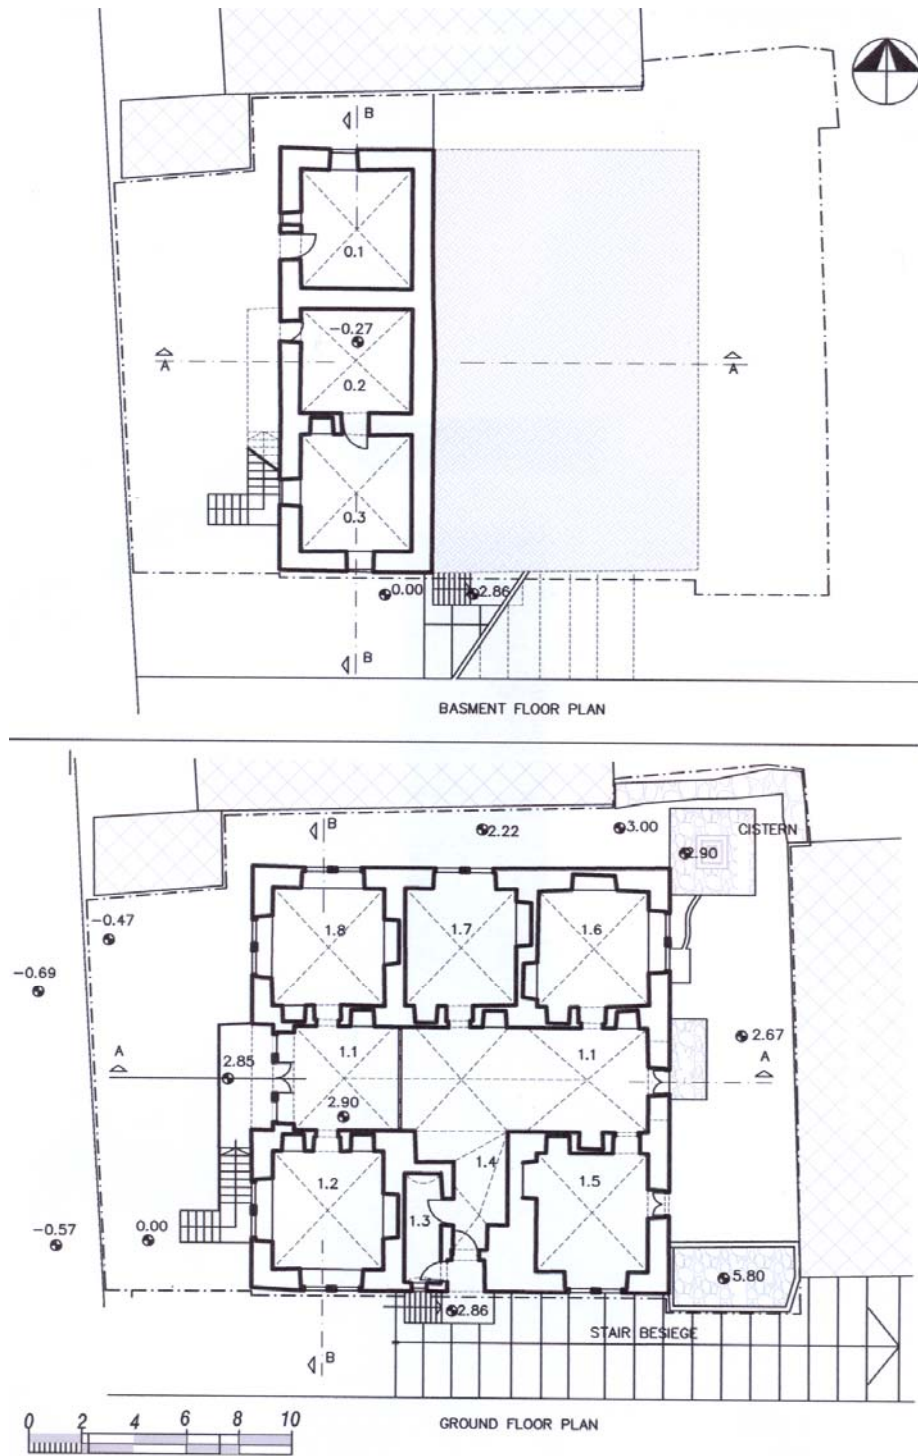 B
0.1
-0.27
A
A
0.2
0.3
0.00
2.86
B
BASMENT FLOOR PLAN
B
2.22
3.00
CISTERN
2.90
-0.47
1.8
1.7
1.6
-0.69
A
2.85
1.1
1.1
2.67
A
2.90
1.4
1.2
1.5
1.3
-0.57
0.00
5.80
2.86
STAIR BESIEGE
B
0 2 4 6 8 10
GROUND FLOOR PLAN